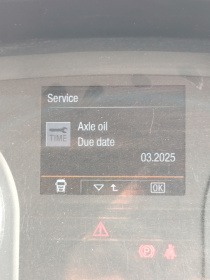 Service
TIME
Axle oil
Due date
03.2025
OK